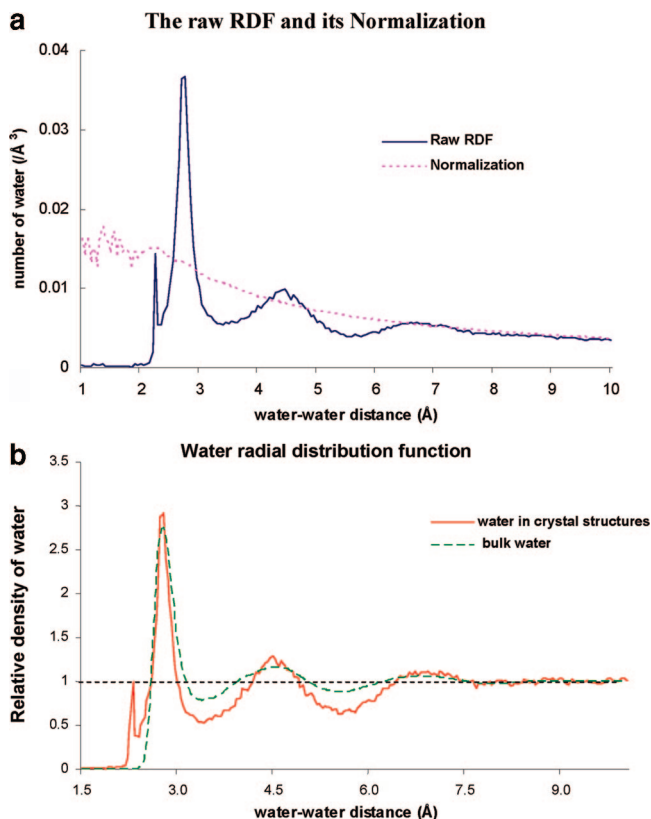 a
The raw RDF and its Normalization
0.04
0.03
0.02
0.01
0
number of water (/Å³)
Raw RDF
Normalization
1 2 3 4 5 6 7 8 9 10
water-water distance (Å)
b
Water radial distribution function
3.5
3
2.5
2
1.5
1
0.5
0
Relative density of water
water in crystal structures
bulk water
1.5 3.0 4.5 6.0 7.5 9.0
water-water distance (Å)